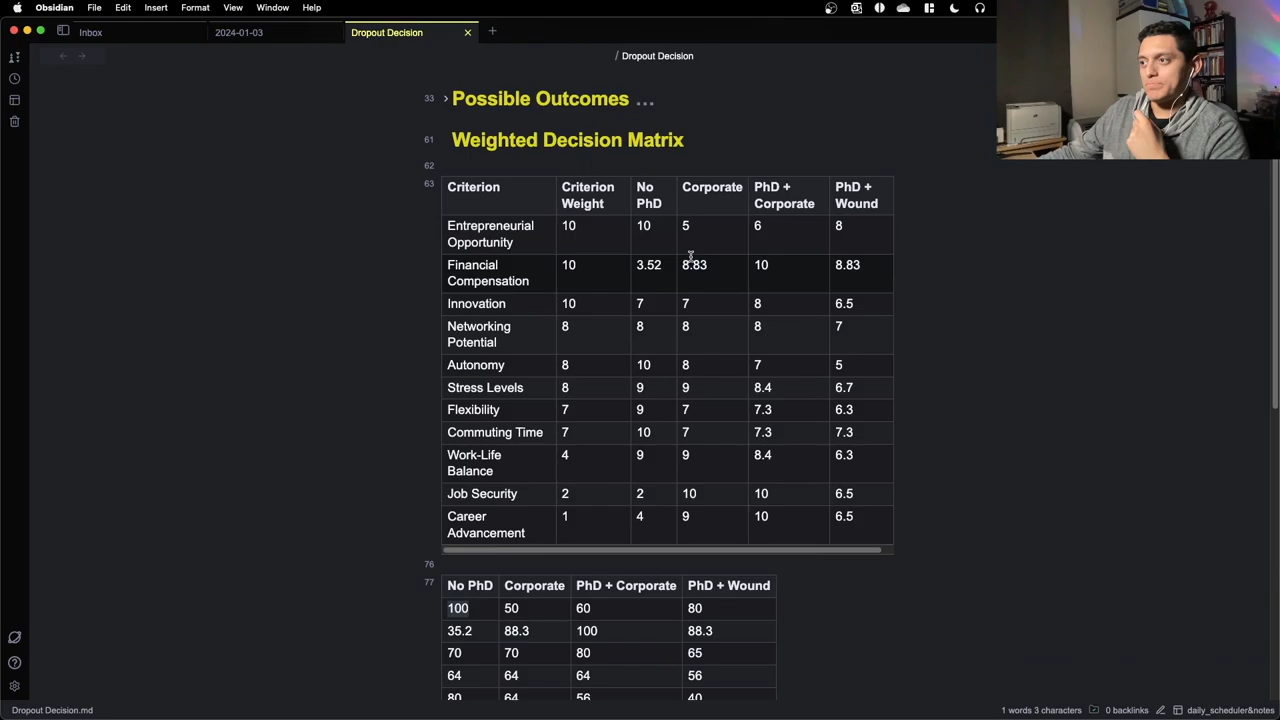 Obsidian File Edit Insert Format View Window Help
Inbox 2024-01-03 Dropout Decision
/ Dropout Decision
33 Possible Outcomes ...
61 Weighted Decision Matrix
62
63
Criterion Criterion Weight No PhD Corporate PhD + Corporate PhD + Wound
Entrepreneurial Opportunity 10 10 5 6 8
Financial Compensation 10 3.52 8.83 10 8.83
Innovation 10 7 7 8 6.5
Networking Potential 8 8 8 8 7
Autonomy 8 10 8 7 5
Stress Levels 8 9 9 8.4 6.7
Flexibility 7 9 7 7.3 6.3
Commuting Time 7 10 7 7.3 7.3
Work-Life Balance 4 9 9 8.4 6.3
Job Security 2 2 10 10 6.5
Career Advancement 1 4 9 10 6.5
76
77
No PhD Corporate PhD + Corporate PhD + Wound
100 50 60 80
35.2 88.3 100 88.3
70 70 80 65
64 64 64 56
80 64 56 40
Dropout Decision.md 1 words 3 characters 0 backlinks daily_scheduler&notes